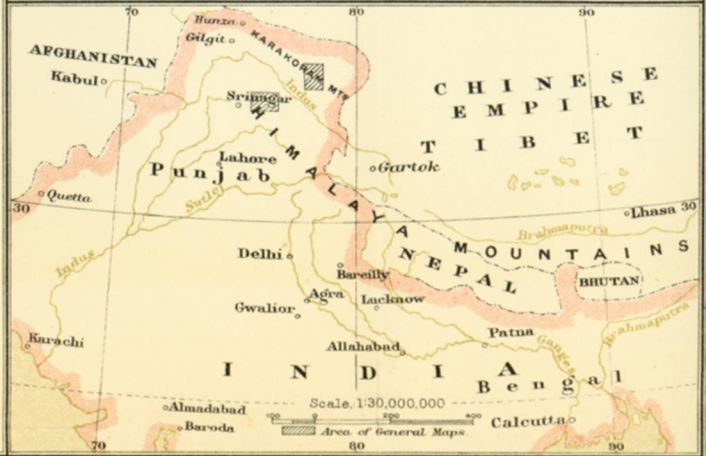 70
80
90
Hunza
Gilgit
KARAKORAM MTS
AFGHANISTAN
Kabul
Indus
CHINESE
EMPIRE
Srinagar
TIBET
Lahore
Punjab
Gartok
HIMALAYA MOUNTAINS
Quetta
Sutlej
30
Lhasa 30
Brahmaputra
Indus
Delhi
NEPAL
Bareilly
BHUTAN
Agra
Lucknow
Gwalior
Brahmaputra
Karachi
Patna
Allahabad
Ganges
INDIA
Bengal
Scale, 1:30,000,000
Almadabad
100 0 200 400
Baroda
Area of General Maps.
Calcutta
70
80
90